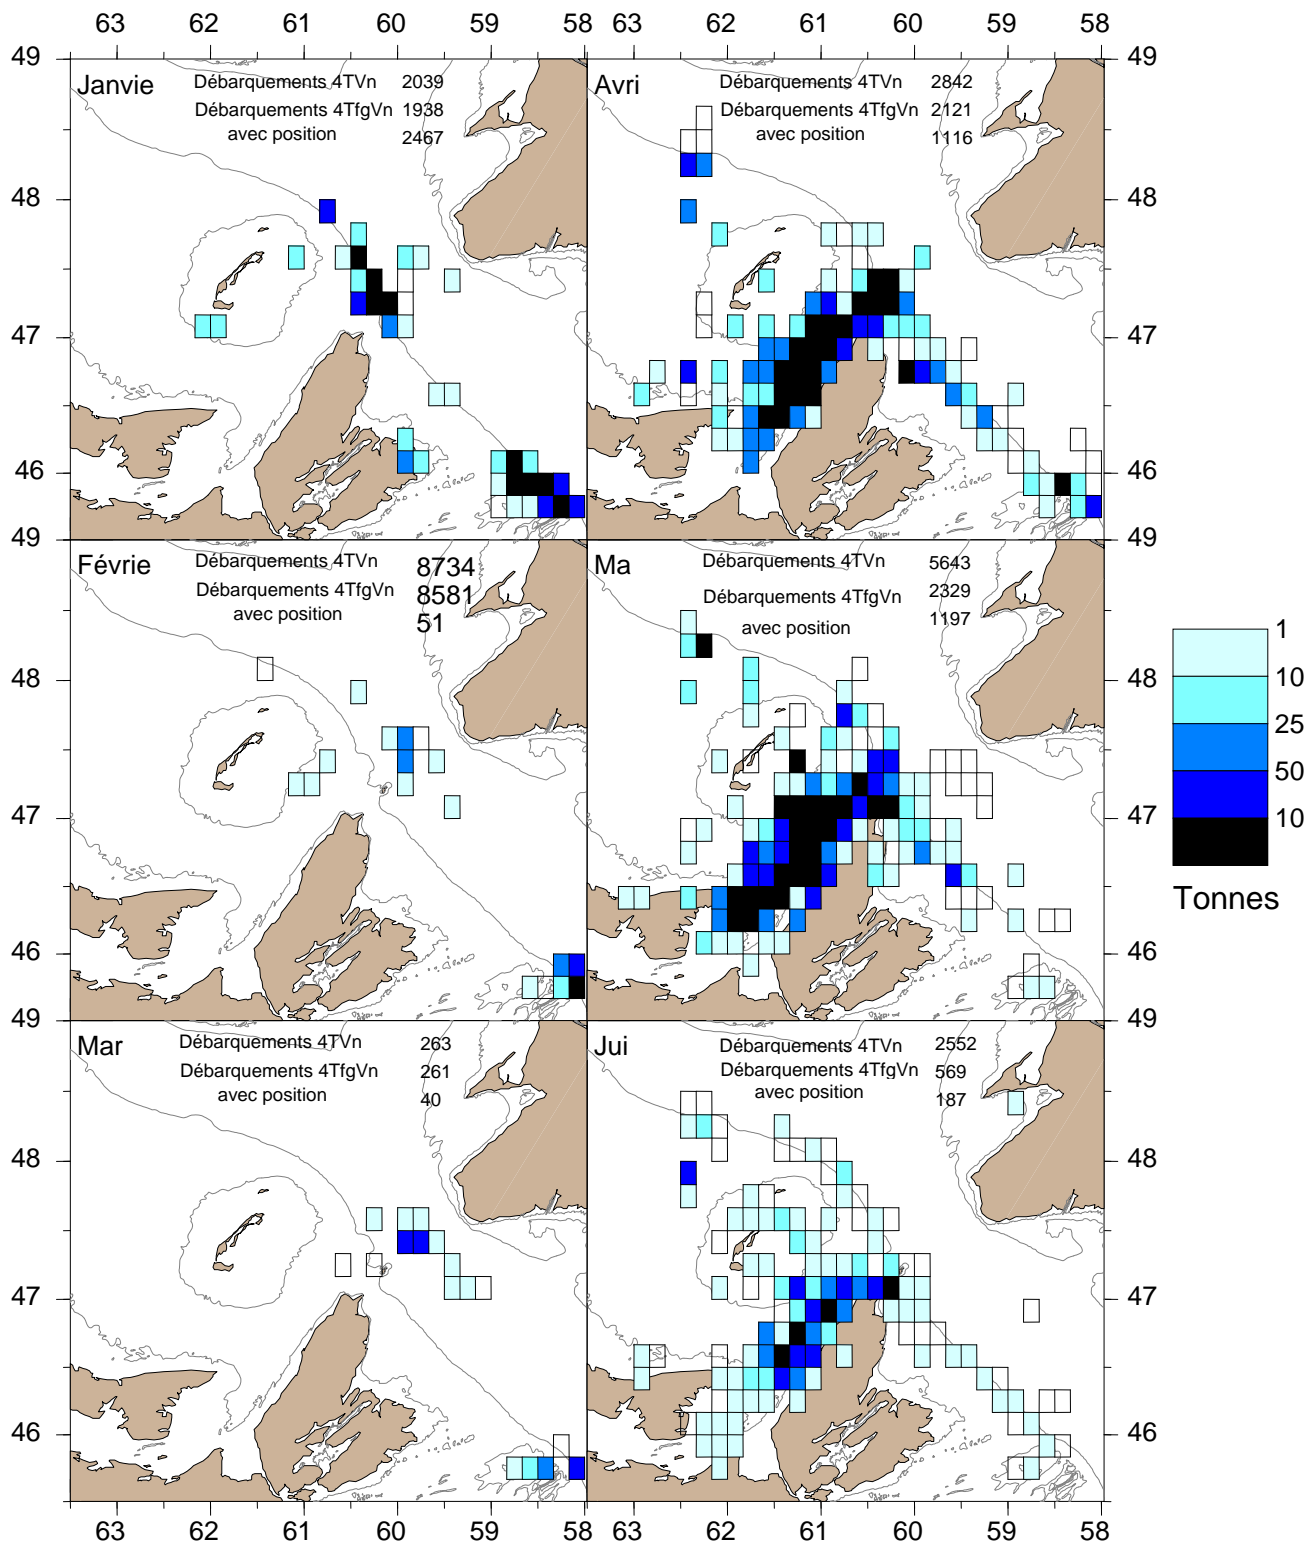 63 62 61 60 59 63 62 61 60 59 58
49 49
Janvie
Débarquements 4TVn 2039
Débarquements 4TfgVn 1938
avec position 2467
Avri
Débarquements 4TVn 2842
Débarquements 4TfgVn 2121
avec position 1116
48 48
47 47
46 46
49 49
Févrie
Débarquements 4TVn 8734
Débarquements 4TfgVn 8581
avec position 51
Ma
Débarquements 4TVn 5643
Débarquements 4TfgVn 2329
avec position 1197
48 48
47 47
46 46
49 49
1
10
25
50
10
Tonnes
Mar
Débarquements 4TVn 263
Débarquements 4TfgVn 261
avec position 40
Jui
Débarquements 4TVn 2552
Débarquements 4TfgVn 569
avec position 187
48 48
47 47
46 46
63 62 61 60 59 58 63 62 61 60 59 58